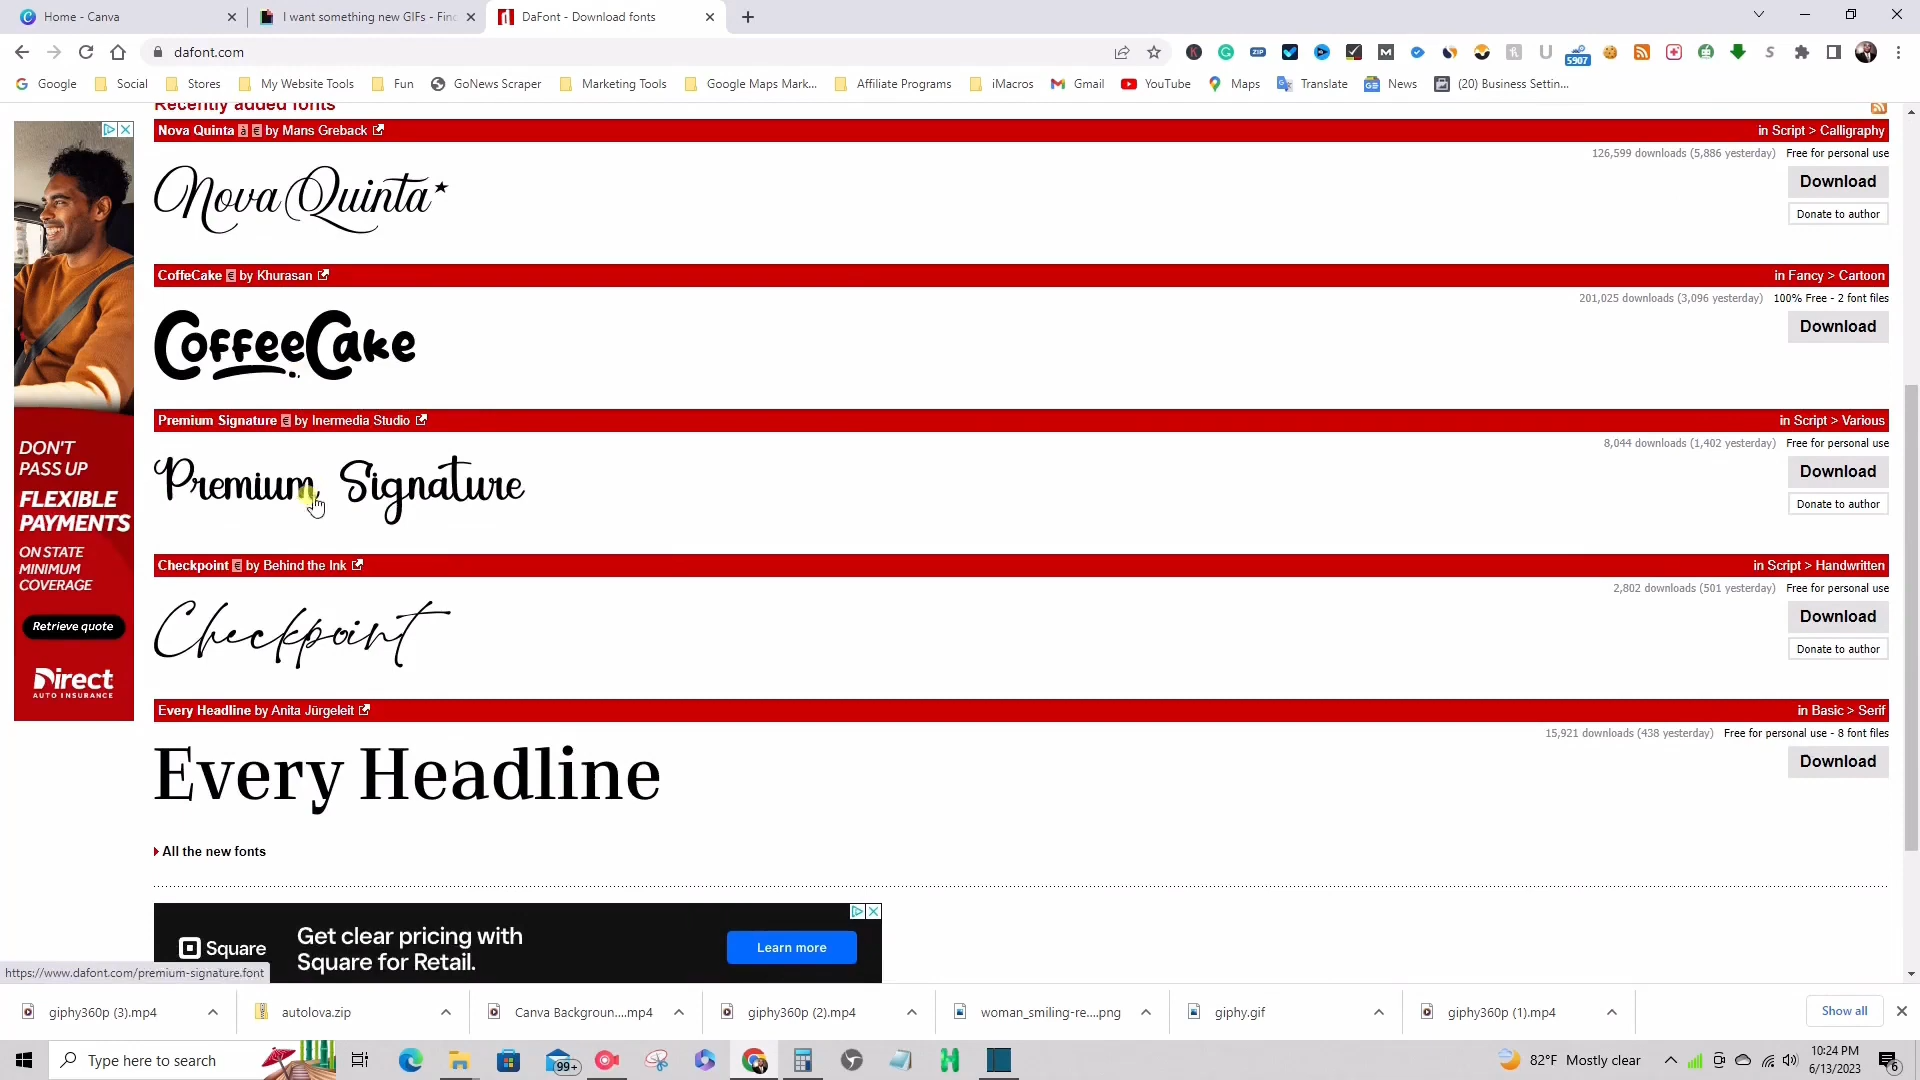 Home - Canva
I want something new GIFs - Finc
DaFont - Download fonts
dafont.com
5907
Google
Social
Stores
My Website Tools
Fun
GoNews Scraper
Marketing Tools
Google Maps Mark...
Affiliate Programs
iMacros
Gmail
YouTube
Maps
Translate
News
(20) Business Settin...
Recently added fonts
Nova Quinta à € by Mans Greback
in Script > Calligraphy
126,599 downloads (5,886 yesterday) Free for personal use
Nova Quinta*
Download
Donate to author
CoffeCake € by Khurasan
in Fancy > Cartoon
201,025 downloads (3,096 yesterday) 100% Free - 2 font files
CoffeeCake
Download
Premium Signature € by Inermedia Studio
in Script > Various
8,044 downloads (1,402 yesterday) Free for personal use
Premium Signature
Download
Donate to author
Checkpoint € by Behind the Ink
in Script > Handwritten
2,802 downloads (501 yesterday) Free for personal use
Checkpoint
Download
Donate to author
Every Headline by Anita Jürgeleit
in Basic > Serif
15,921 downloads (438 yesterday) Free for personal use - 8 font files
Every Headline
Download
All the new fonts
DON'T
PASS UP
FLEXIBLE
PAYMENTS
ON STATE
MINIMUM
COVERAGE
Retrieve quote
Direct
AUTO INSURANCE
Square
Get clear pricing with
Square for Retail.
Learn more
https://www.dafont.com/premium-signature.font
giphy360p (3).mp4
autolova.zip
Canva Backgroun....mp4
giphy360p (2).mp4
woman_smiling-re....png
giphy.gif
giphy360p (1).mp4
Show all
Type here to search
99+
82°F Mostly clear
10:24 PM
6/13/2023
6